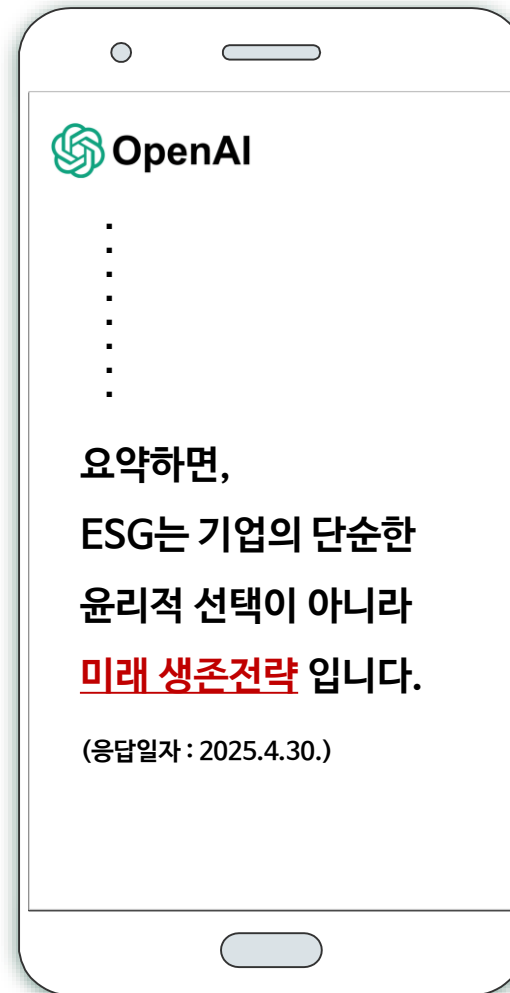 OpenAI
.
.
.
.
.
.
.
.
요약하면,
ESG는 기업의 단순한
윤리적 선택이 아니라
미래 생존전략 입니다.
(응답일자 : 2025.4.30.)